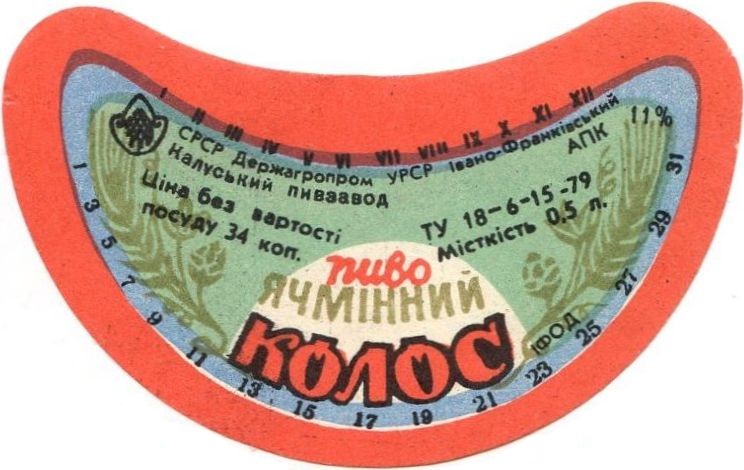 I II III IV V VI VII VIII IX X XI XII
СРСР Держагропром УРСР Івано-Франківський
Калуський пивзавод
АПК
11%
Ціна без вартості
посуду 34 коп.
ТУ 18-6-15-79
Місткість 0,5 л.
пиво
ЯЧМІННИЙ
КОЛОС
ІФОД
1 3 5 7 9 11 13 15 17 19 21 23 25 27 29 31